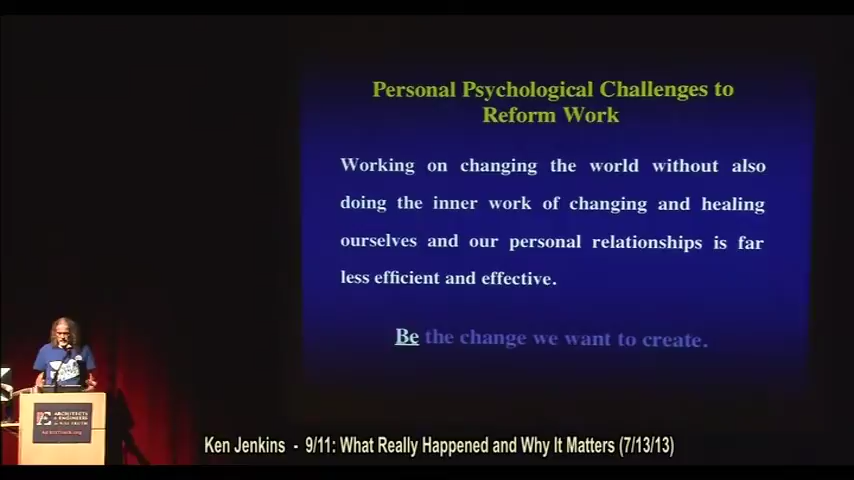 Personal Psychological Challenges to
Reform Work
Working on changing the world without also
doing the inner work of changing and healing
ourselves and our personal relationships is far
less efficient and effective.
Be the change we want to create.
ARCHITECTS
& ENGINEERS
Ken Jenkins - 9/11: What Really Happened and Why It Matters (7/13/13)